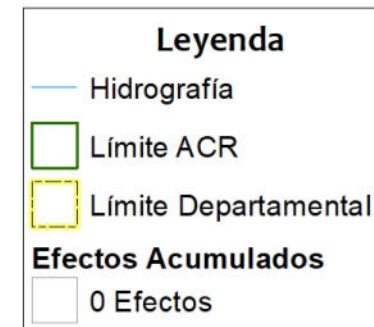 Leyenda
Hidrografía
Límite ACR
Límite Departamental
Efectos Acumulados
0 Efectos